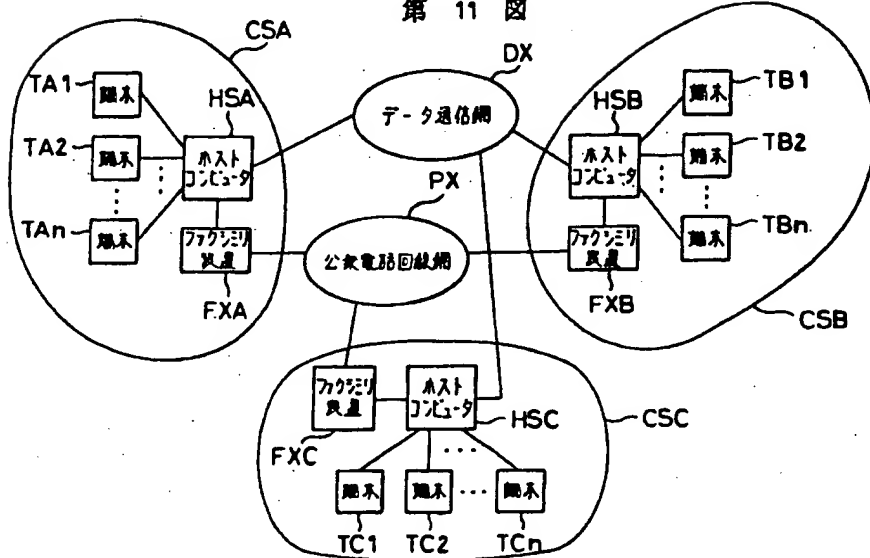 第 11 図
CSA
DX
TA1
端末
HSA
データ通信網
HSB
端末
TB1
TA2
端末
ホスト
コンピュータ
ホスト
コンピュータ
端末
TB2
PX
TAn
端末
ファクシミリ
装置
公衆電話回線網
ファクシミリ
装置
端末
TBn
FXA
FXB
CSB
ファクシミリ
装置
ホスト
コンピュータ
HSC
CSC
FXC
端末
端末
端末
TC1
TC2
TCn